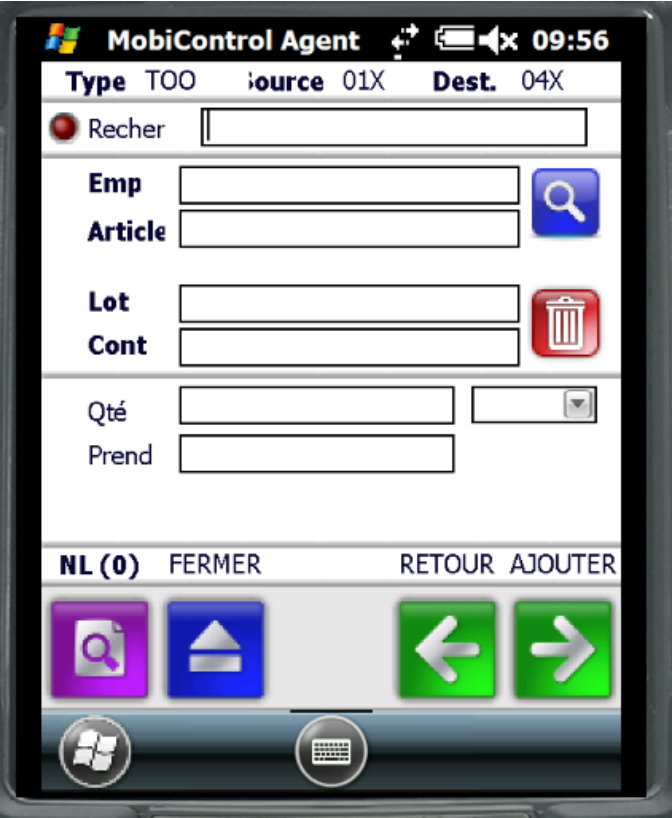 MobiControl Agent 09:56
Type TOO ource 01X Dest. 04X
Recher
Emp
Article
Lot
Cont
Qté
Prend
NL (0) FERMER RETOUR AJOUTER